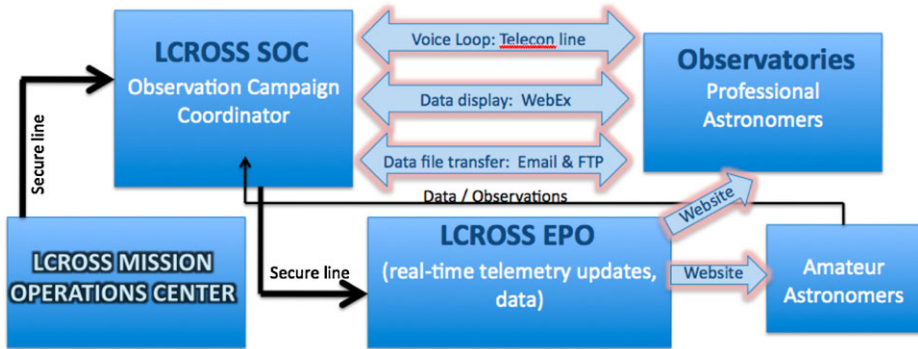 LCROSS SOC
Observation Campaign
Coordinator
Voice Loop: Telecon line
Data display: WebEx
Data file transfer: Email & FTP
Observatories
Professional
Astronomers
Secure line
Data / Observations
Website
LCROSS MISSION
OPERATIONS CENTER
Secure line
LCROSS EPO
(real-time telemetry updates,
data)
Website
Amateur
Astronomers